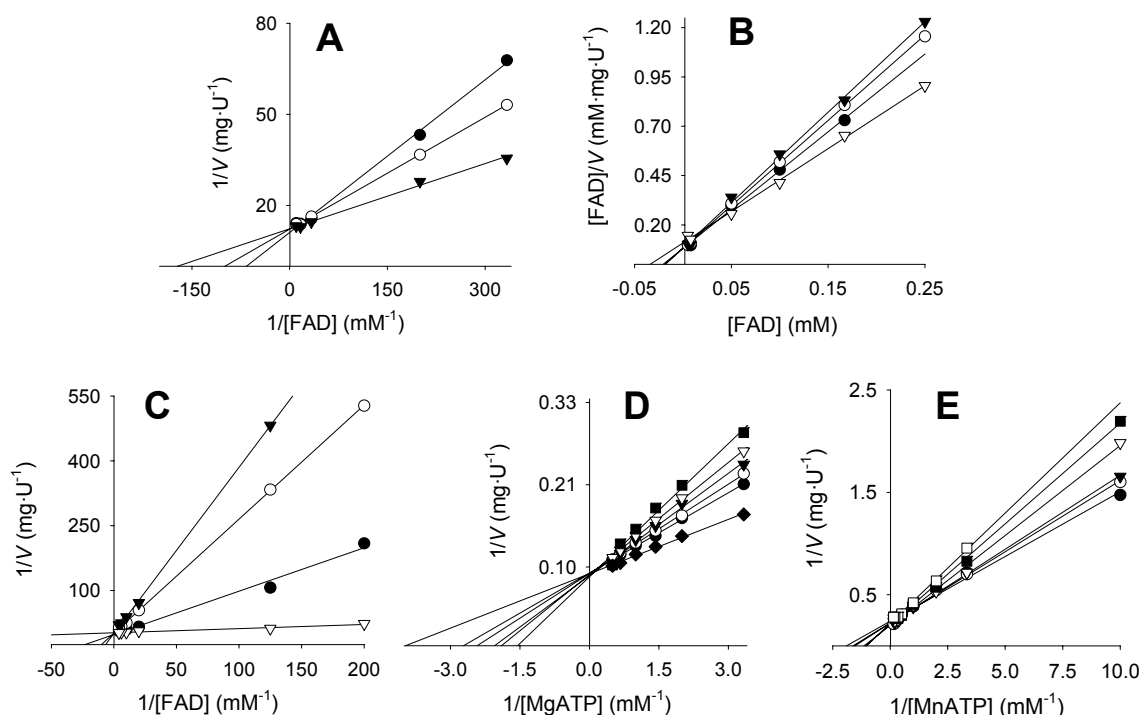 A
1/V (mg·U⁻¹)
80
50
20
-150 0 150 300
1/[FAD] (mM⁻¹)
B
[FAD]/V (mM·mg·U⁻¹)
1.20
0.95
0.70
0.45
0.20
-0.05 0.05 0.15 0.25
[FAD] (mM)
C
1/V (mg·U⁻¹)
550
400
250
100
-50 0 50 100 150 200
1/[FAD] (mM⁻¹)
D
1/V (mg·U⁻¹)
0.33
0.21
0.10
-3.0 -1.5 0.0 1.5 3.0
1/[MgATP] (mM⁻¹)
E
1/V (mg·U⁻¹)
2.5
1.5
0.5
-2.5 0.0 2.5 5.0 7.5 10.0
1/[MnATP] (mM⁻¹)